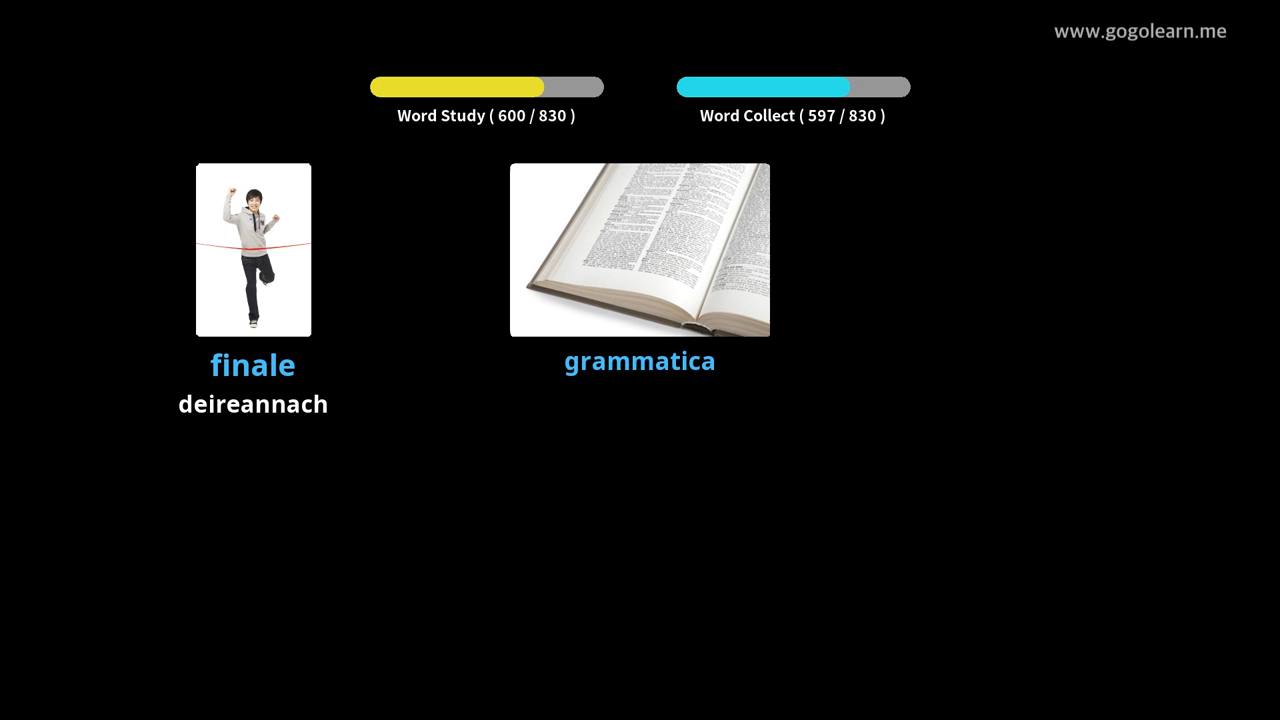 www.gogolearn.me
Word Study ( 600 / 830 )
Word Collect ( 597 / 830 )
finale
deireannach
grammatica